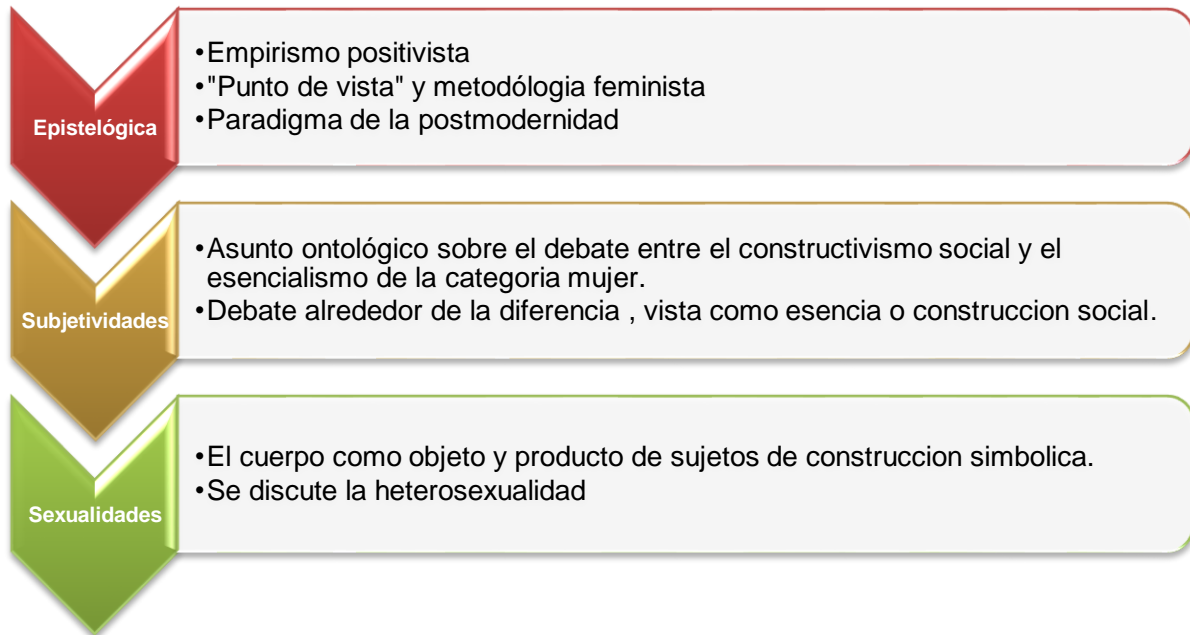 Epistelógica
•Empirismo positivista
•"Punto de vista" y metodólogia feminista
•Paradigma de la postmodernidad
Subjetividades
•Asunto ontológico sobre el debate entre el constructivismo social y el
esencialismo de la categoria mujer.
•Debate alrededor de la diferencia , vista como esencia o construccion social.
Sexualidades
•El cuerpo como objeto y producto de sujetos de construccion simbolica.
•Se discute la heterosexualidad